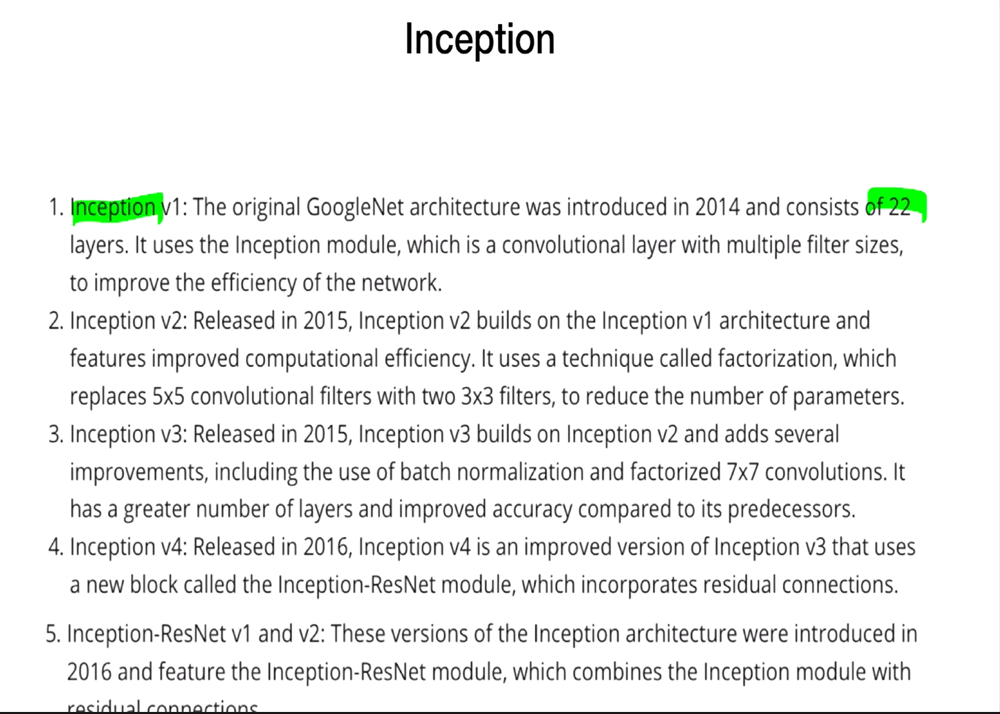 Inception
1. Inception v1: The original GoogleNet architecture was introduced in 2014 and consists of 22
layers. It uses the Inception module, which is a convolutional layer with multiple filter sizes,
to improve the efficiency of the network.
2. Inception v2: Released in 2015, Inception v2 builds on the Inception v1 architecture and
features improved computational efficiency. It uses a technique called factorization, which
replaces 5x5 convolutional filters with two 3x3 filters, to reduce the number of parameters.
3. Inception v3: Released in 2015, Inception v3 builds on Inception v2 and adds several
improvements, including the use of batch normalization and factorized 7x7 convolutions. It
has a greater number of layers and improved accuracy compared to its predecessors.
4. Inception v4: Released in 2016, Inception v4 is an improved version of Inception v3 that uses
a new block called the Inception-ResNet module, which incorporates residual connections.
5. Inception-ResNet v1 and v2: These versions of the Inception architecture were introduced in
2016 and feature the Inception-ResNet module, which combines the Inception module with
residual connections